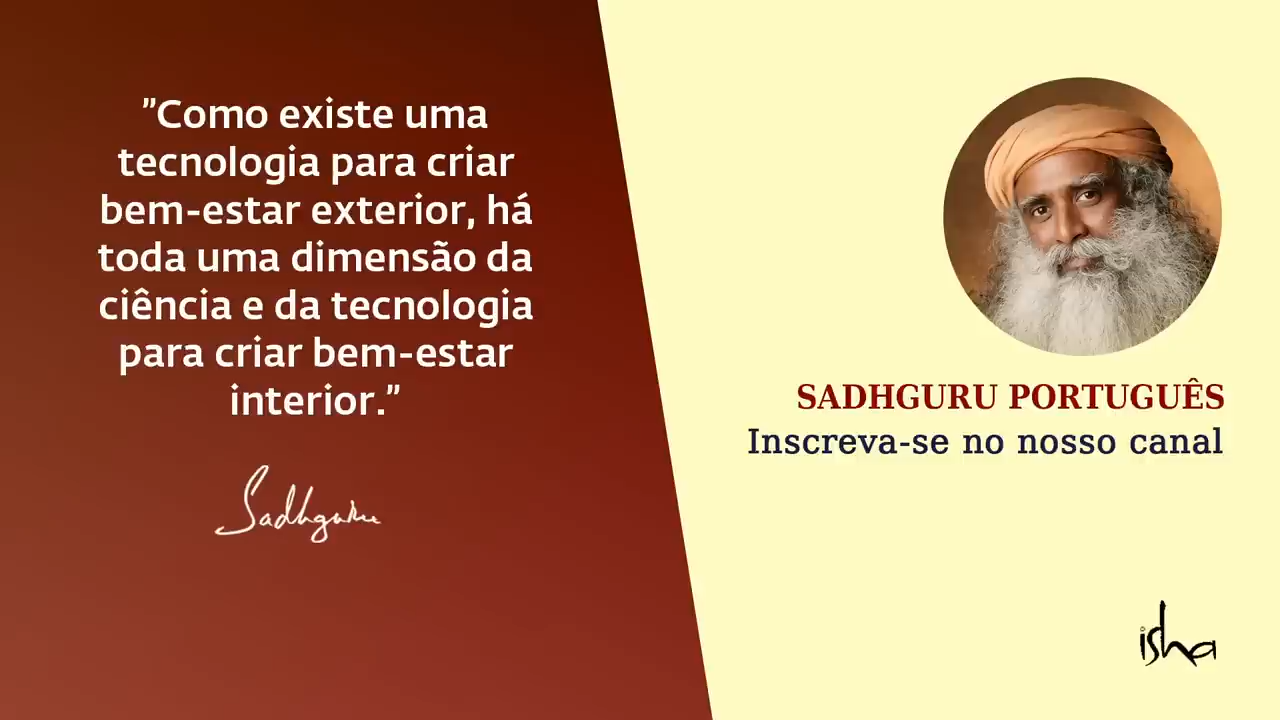 "Como existe uma
tecnologia para criar
bem-estar exterior, há
toda uma dimensão da
ciência e da tecnologia
para criar bem-estar
interior."
Sadhguru
SADHGURU PORTUGUÊS
Inscreva-se no nosso canal
isha